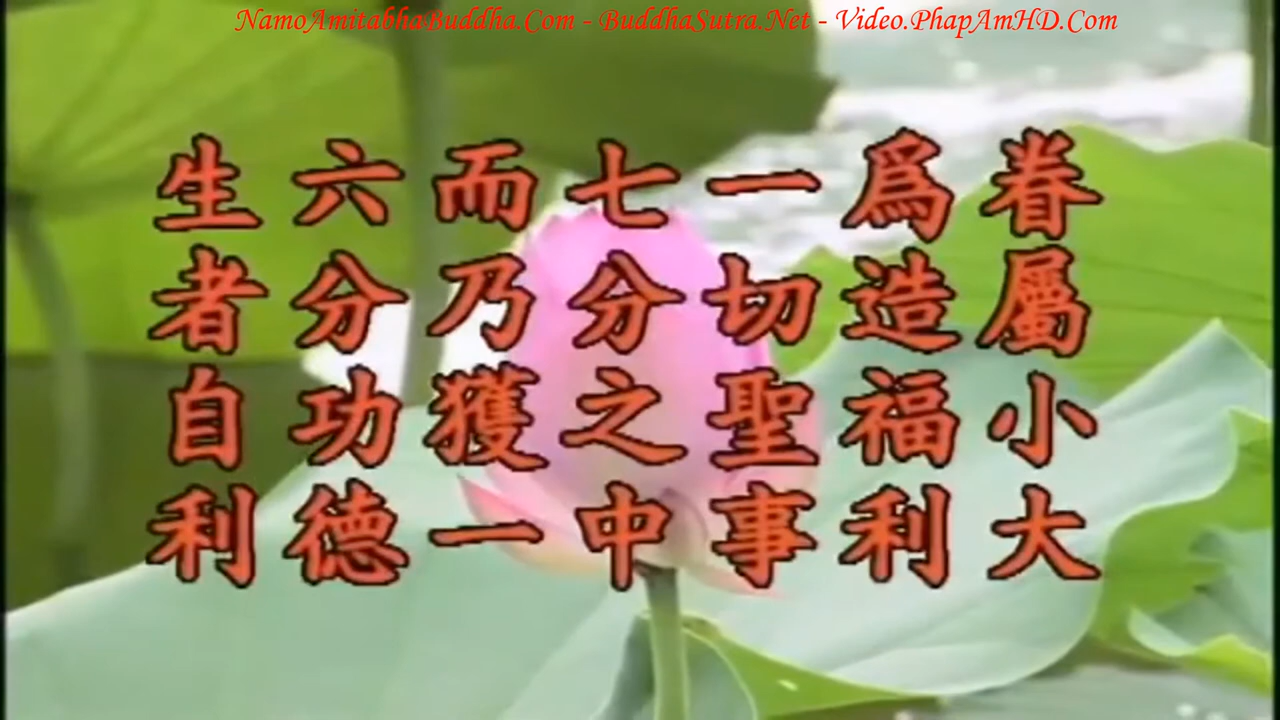 NamoAmitabhaBuddha.Com - BuddhaSutra.Net - Video.PhapAmHD.Com
眷屬小大
爲造福利
一切聖事
七分之中
而乃獲一
六分功德
生者自利